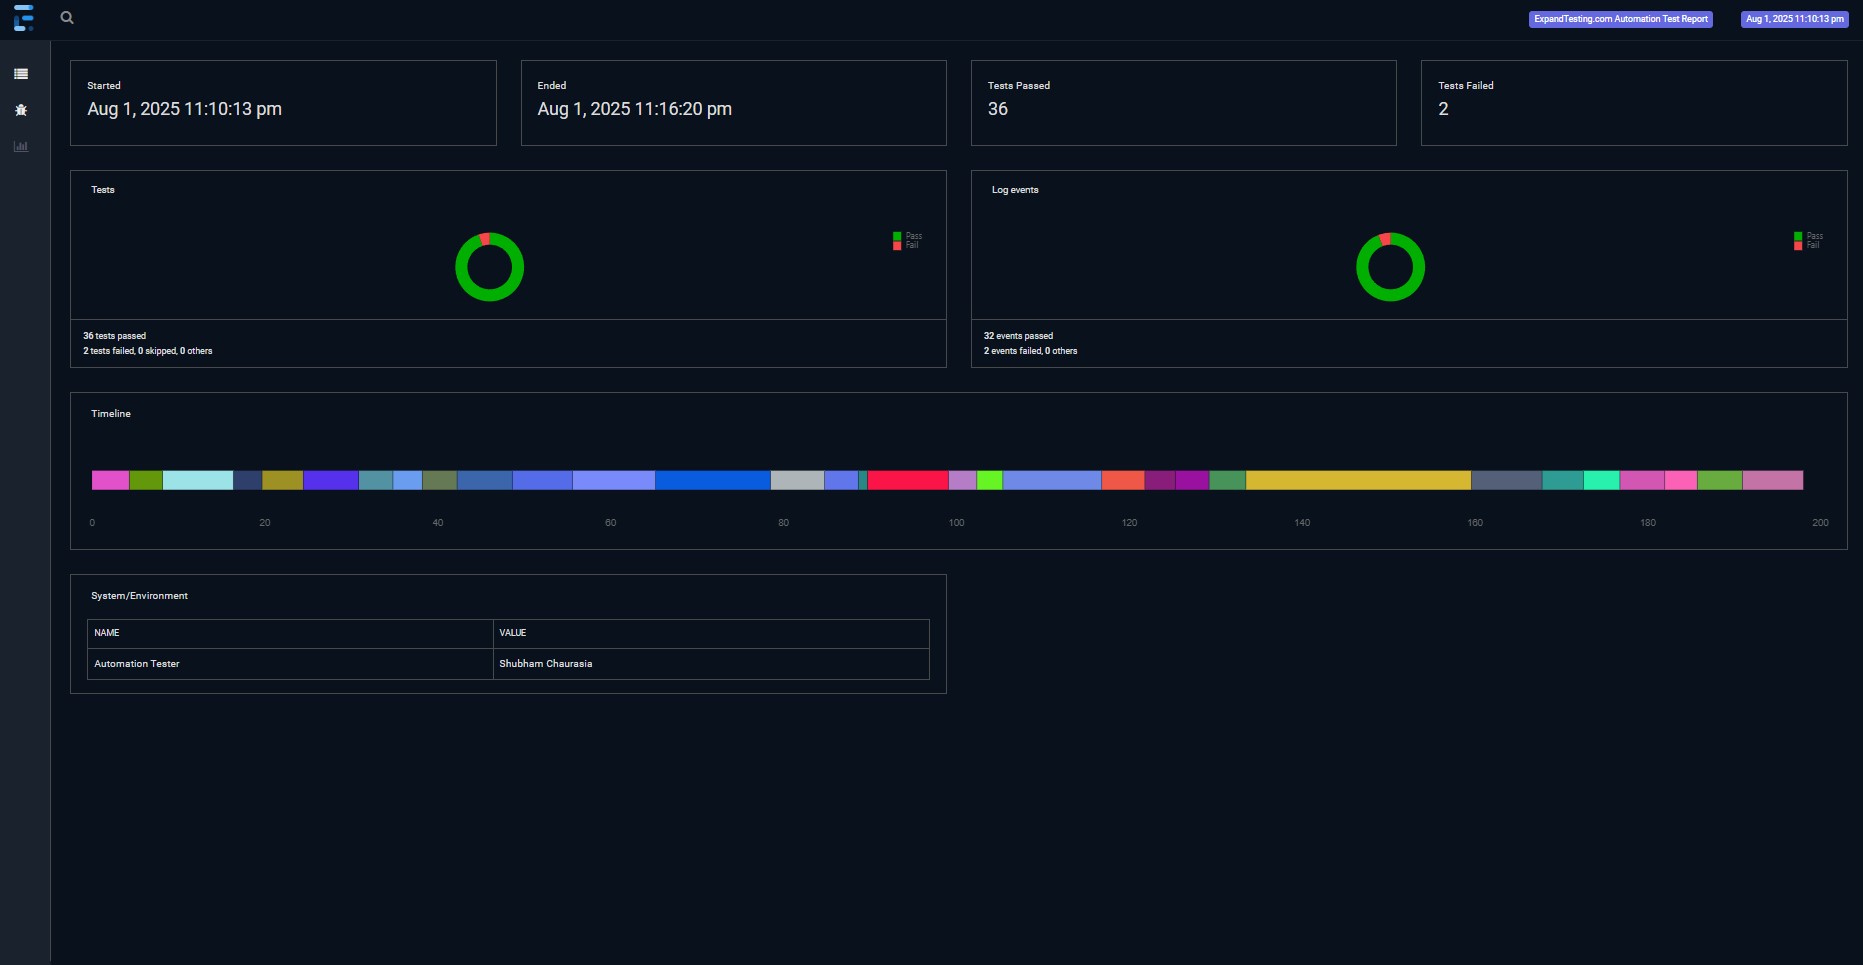 ExpandTesting.com Automation Test Report
Aug 1, 2025 11:10:13 pm
Started
Aug 1, 2025 11:10:13 pm
Ended
Aug 1, 2025 11:16:20 pm
Tests Passed
36
Tests Failed
2
Tests
Pass
Fail
36 tests passed
2 tests failed, 0 skipped, 0 others
Log events
Pass
Fail
32 events passed
2 events failed, 0 others
Timeline
0 20 40 60 80 100 120 140 160 180 200
System/Environment
NAME VALUE
Automation Tester Shubham Chaurasia